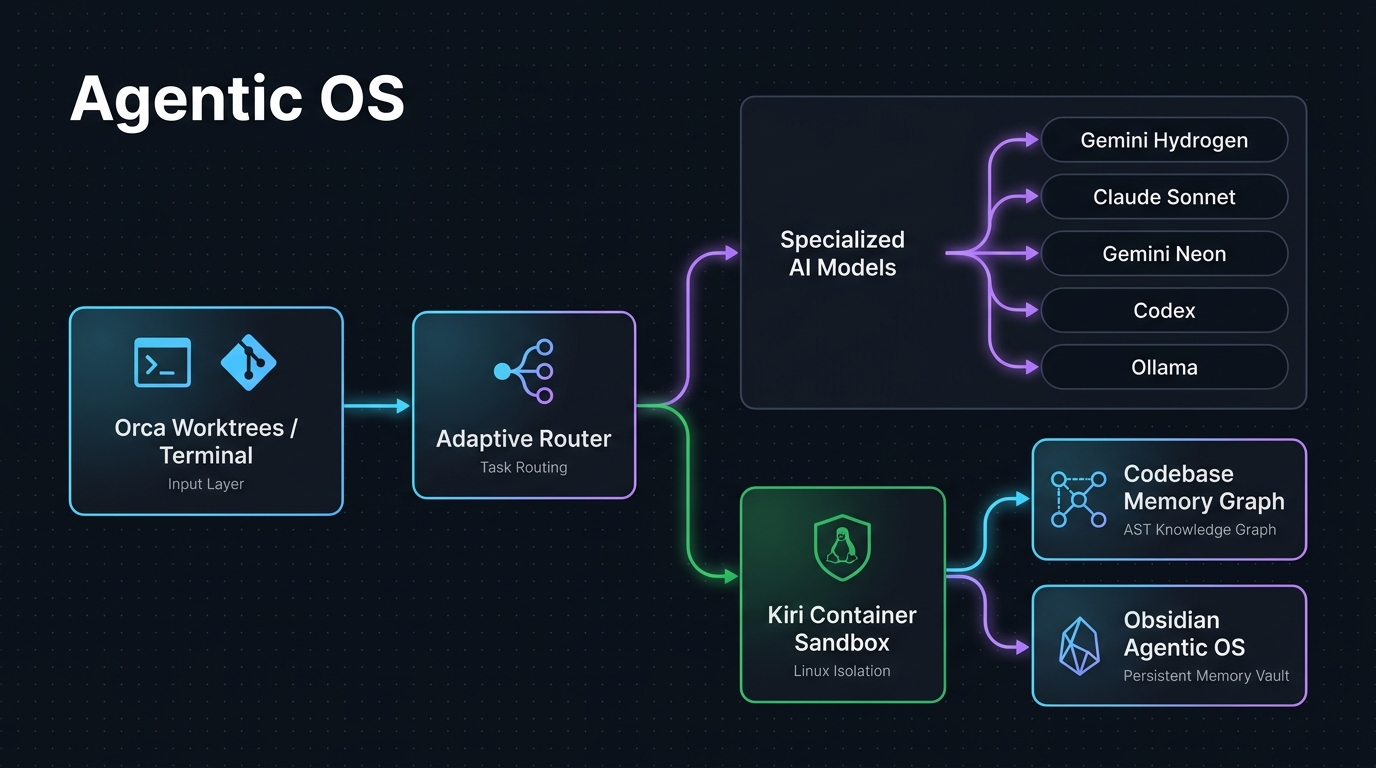 Agentic OS
Orca Worktrees /
Terminal
Input Layer
Adaptive Router
Task Routing
Specialized
AI Models
Gemini Hydrogen
Claude Sonnet
Gemini Neon
Codex
Ollama
Kiri Container
Sandbox
Linux Isolation
Codebase
Memory Graph
AST Knowledge Graph
Obsidian
Agentic OS
Persistent Memory Vault